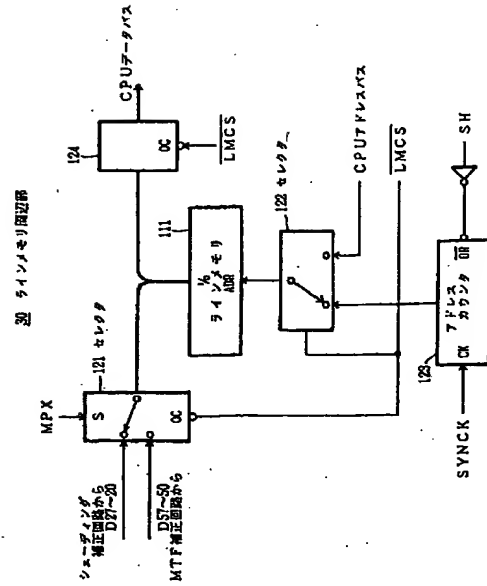 30 ラインメモリ周辺部
シェーディング
補正回路から
D27~20
D57~50
MTF補正回路から
MPX
S
OC
121 セレクタ
I/O
ラインメモリ
ADR
111
124
OC
CPUデータバス
LMCS
122 セレクタ
CPUアドレスバス
LMCS
SYNCK
123
CK
アドレス
カウンタ
SH